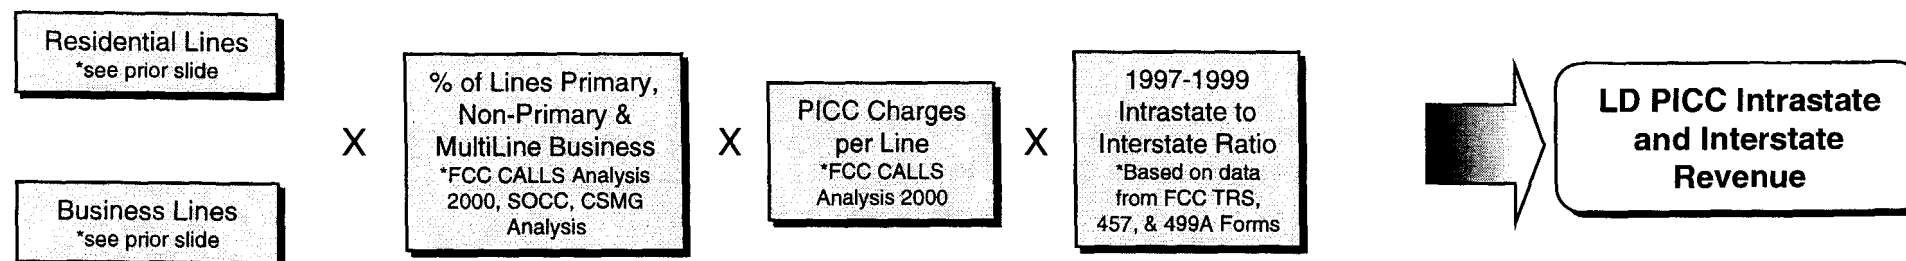 Residential Lines
*see prior slide
Business Lines
*see prior slide
X
% of Lines Primary,
Non-Primary &
MultiLine Business
*FCC CALLS Analysis
2000, SOCC, CSMG
Analysis
X
PICC Charges
per Line
*FCC CALLS
Analysis 2000
X
1997-1999
Intrastate to
Interstate Ratio
*Based on data
from FCC TRS,
457, & 499A Forms
LD PICC Intrastate
and Interstate
Revenue